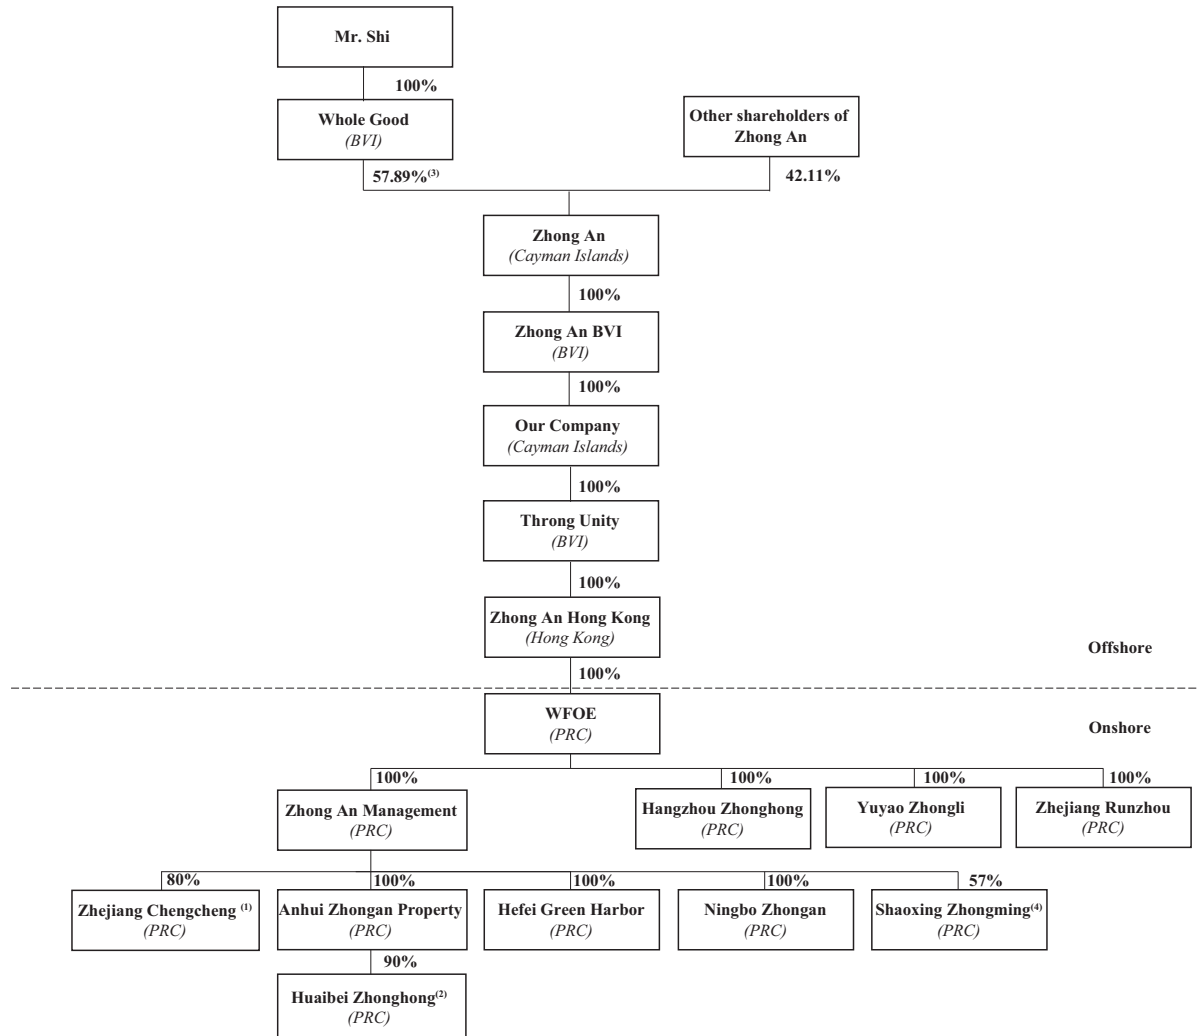 Mr. Shi
100%
Whole Good
(BVI)
Other shareholders of
Zhong An
57.89%(3)
42.11%
Zhong An
(Cayman Islands)
100%
Zhong An BVI
(BVI)
100%
Our Company
(Cayman Islands)
100%
Throng Unity
(BVI)
100%
Zhong An Hong Kong
(Hong Kong)
Offshore
100%
WFOE
(PRC)
Onshore
100%
100%
100%
100%
Zhong An Management
(PRC)
Hangzhou Zhonghong
(PRC)
Yuyao Zhongli
(PRC)
Zhejiang Runzhou
(PRC)
80%
100%
100%
100%
57%
Zhejiang Chengcheng (1)
(PRC)
Anhui Zhongan Property
(PRC)
Hefei Green Harbor
(PRC)
Ningbo Zhongan
(PRC)
Shaoxing Zhongming(4)
(PRC)
90%
Huaibei Zhonghong(2)
(PRC)